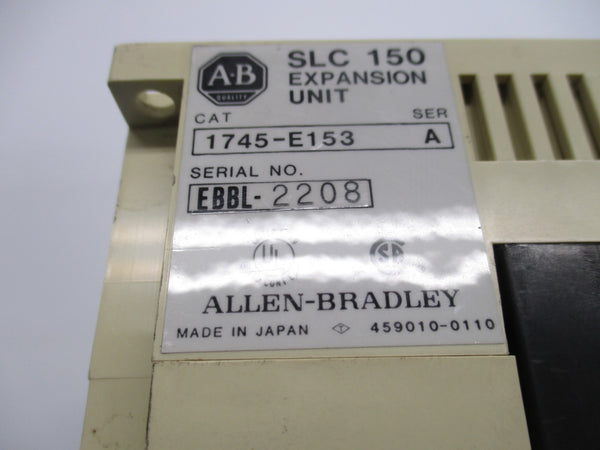 A-B
QUALITY
SLC 150
EXPANSION
UNIT
CAT SER
1745-E153 A
SERIAL NO.
EBBL-2208
UL
ALLEN-BRADLEY
MADE IN JAPAN T 459010-0110